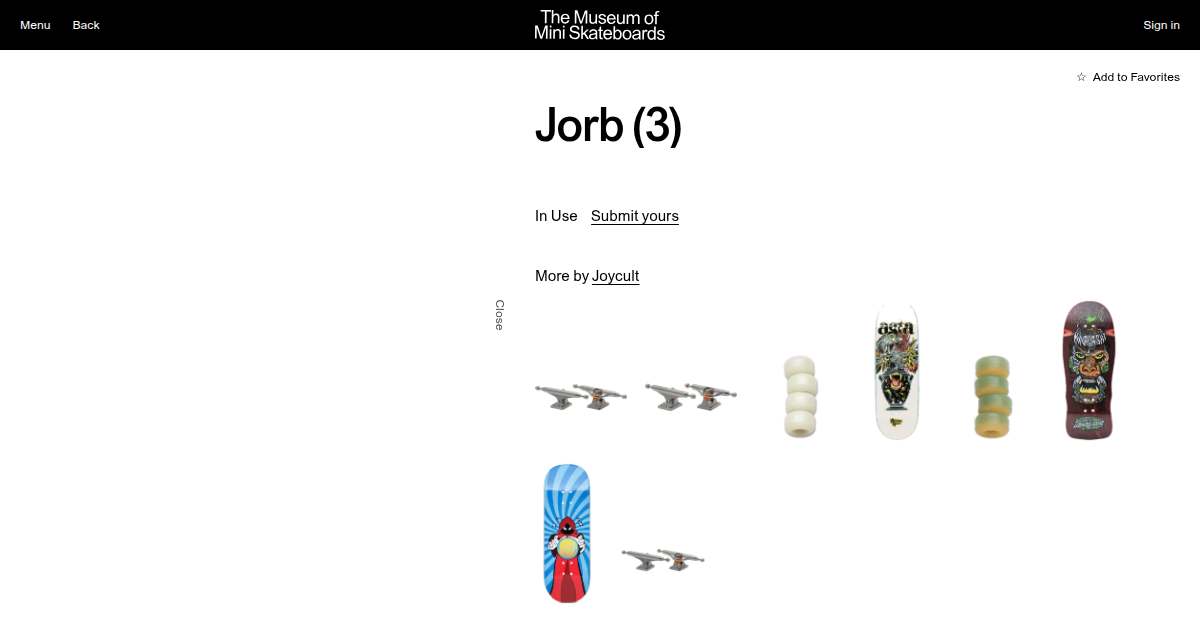 Menu
Back
The Museum of
Mini Skateboards
Sign in
☆ Add to Favorites
Jorb (3)
In Use Submit yours
More by Joycult
Close
asta